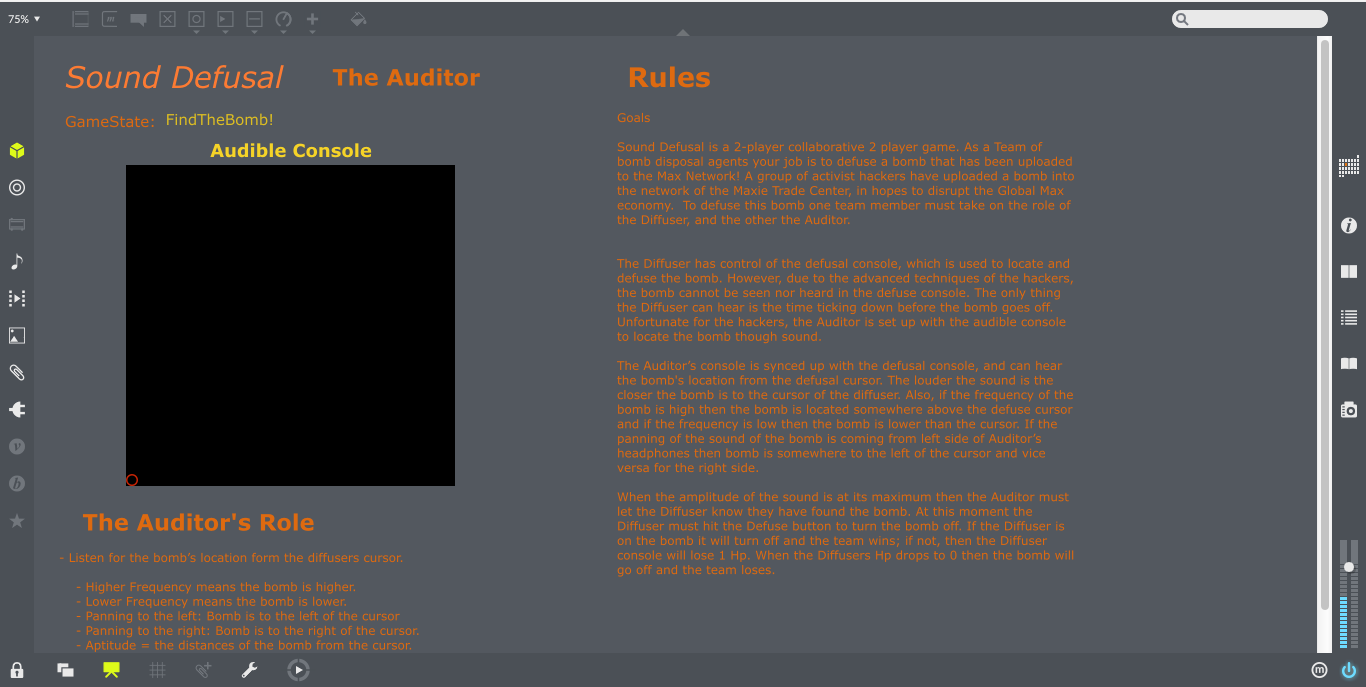 75%
Sound Defusal
The Auditor
Rules
GameState: FindTheBomb!
Audible Console
Goals
Sound Defusal is a 2-player collaborative 2 player game. As a Team of
bomb disposal agents your job is to defuse a bomb that has been uploaded
to the Max Network! A group of activist hackers have uploaded a bomb into
the network of the Maxie Trade Center, in hopes to disrupt the Global Max
economy.  To defuse this bomb one team member must take on the role of
the Diffuser, and the other the Auditor.
The Diffuser has control of the defusal console, which is used to locate and
defuse the bomb. However, due to the advanced techniques of the hackers,
the bomb cannot be seen nor heard in the defuse console. The only thing
the Diffuser can hear is the time ticking down before the bomb goes off.
Unfortunate for the hackers, the Auditor is set up with the audible console
to locate the bomb though sound.
The Auditor’s console is synced up with the defusal console, and can hear
the bomb's location from the defusal cursor. The louder the sound is the
closer the bomb is to the cursor of the diffuser. Also, if the frequency of the
bomb is high then the bomb is located somewhere above the defuse cursor
and if the frequency is low then the bomb is lower than the cursor. If the
panning of the sound of the bomb is coming from left side of Auditor’s
headphones then bomb is somewhere to the left of the cursor and vice
versa for the right side.
When the amplitude of the sound is at its maximum then the Auditor must
let the Diffuser know they have found the bomb. At this moment the
Diffuser must hit the Defuse button to turn the bomb off. If the Diffuser is
on the bomb it will turn off and the team wins; if not, then the Diffuser
console will lose 1 Hp. When the Diffusers Hp drops to 0 then the bomb will
go off and the team loses.
The Auditor's Role
- Listen for the bomb’s location form the diffusers cursor.
- Higher Frequency means the bomb is higher.
- Lower Frequency means the bomb is lower.
- Panning to the left: Bomb is to the left of the cursor
- Panning to the right: Bomb is to the right of the cursor.
- Aptitude = the distances of the bomb from the cursor.